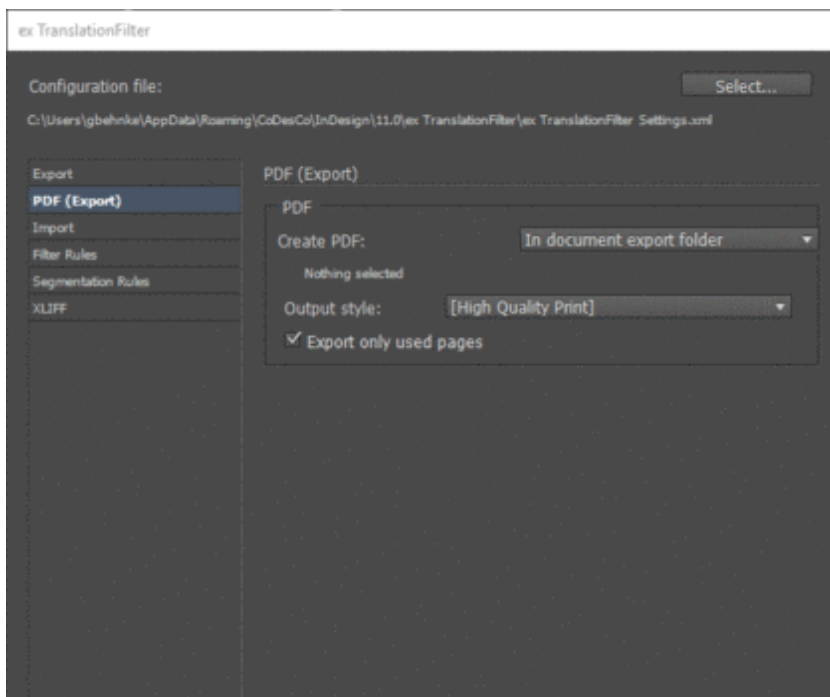 ex TranslationFilter
Configuration file:
Select...
C:\Users\gbehnke\AppData\Roaming\CoDesCo\InDesign\11.0\ex TranslationFilter\ex TranslationFilter Settings.xml
Export
PDF (Export)
Import
Filter Rules
Segmentation Rules
XLIFF
PDF (Export)
PDF
Create PDF:
In document export folder
Nothing selected
Output style:
[High Quality Print]
Export only used pages